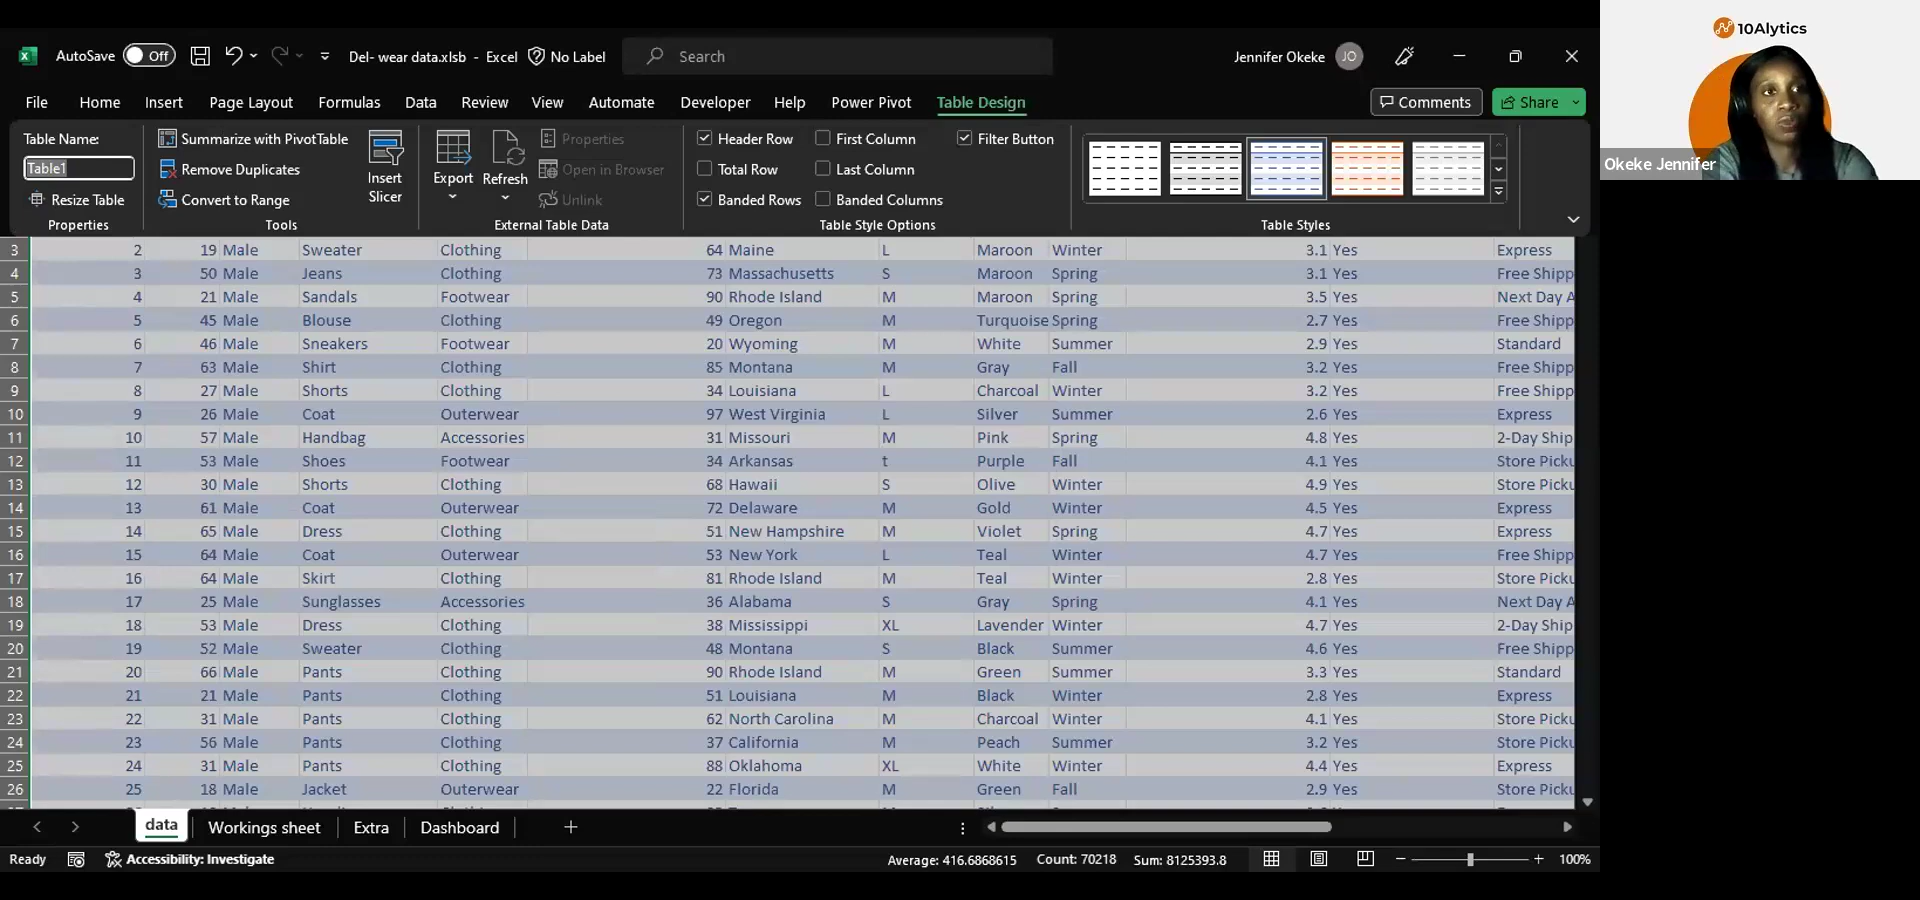 AutoSave Off Del- wear data.xlsb - Excel No Label Search Jennifer Okeke JO
10Alytics
File Home Insert Page Layout Formulas Data Review View Automate Developer Help Power Pivot Table Design Comments Share
Table Name: Summarize with PivotTable Properties Header Row First Column Filter Button
Table1 Remove Duplicates Insert Slicer Export Refresh Open in Browser Total Row Last Column
Resize Table Convert to Range Unlink Banded Rows Banded Columns
Properties Tools External Table Data Table Style Options Table Styles
Okeke Jennifer
3 2 19 Male Sweater Clothing 64 Maine L Maroon Winter 3.1 Yes Express
4 3 50 Male Jeans Clothing 73 Massachusetts S Maroon Spring 3.1 Yes Free Shipp
5 4 21 Male Sandals Footwear 90 Rhode Island M Maroon Spring 3.5 Yes Next Day A
6 5 45 Male Blouse Clothing 49 Oregon M Turquoise Spring 2.7 Yes Free Shipp
7 6 46 Male Sneakers Footwear 20 Wyoming M White Summer 2.9 Yes Standard
8 7 63 Male Shirt Clothing 85 Montana M Gray Fall 3.2 Yes Free Shipp
9 8 27 Male Shorts Clothing 34 Louisiana L Charcoal Winter 3.2 Yes Free Shipp
10 9 26 Male Coat Outerwear 97 West Virginia L Silver Summer 2.6 Yes Express
11 10 57 Male Handbag Accessories 31 Missouri M Pink Spring 4.8 Yes 2-Day Ship
12 11 53 Male Shoes Footwear 34 Arkansas t Purple Fall 4.1 Yes Store Picku
13 12 30 Male Shorts Clothing 68 Hawaii S Olive Winter 4.9 Yes Store Picku
14 13 61 Male Coat Outerwear 72 Delaware M Gold Winter 4.5 Yes Express
15 14 65 Male Dress Clothing 51 New Hampshire M Violet Spring 4.7 Yes Express
16 15 64 Male Coat Outerwear 53 New York L Teal Winter 4.7 Yes Free Shipp
17 16 64 Male Skirt Clothing 81 Rhode Island M Teal Winter 2.8 Yes Store Picku
18 17 25 Male Sunglasses Accessories 36 Alabama S Gray Spring 4.1 Yes Next Day A
19 18 53 Male Dress Clothing 38 Mississippi XL Lavender Winter 4.7 Yes 2-Day Ship
20 19 52 Male Sweater Clothing 48 Montana S Black Summer 4.6 Yes Free Shipp
21 20 66 Male Pants Clothing 90 Rhode Island M Green Summer 3.3 Yes Standard
22 21 21 Male Pants Clothing 51 Louisiana M Black Winter 2.8 Yes Express
23 22 31 Male Pants Clothing 62 North Carolina M Charcoal Winter 4.1 Yes Store Picku
24 23 56 Male Pants Clothing 37 California M Peach Summer 3.2 Yes Store Picku
25 24 31 Male Pants Clothing 88 Oklahoma XL White Winter 4.4 Yes Express
26 25 18 Male Jacket Outerwear 22 Florida M Green Fall 2.9 Yes Store Picku
data Workings sheet Extra Dashboard
Ready Accessibility: Investigate Average: 416.6868615 Count: 70218 Sum: 8125393.8 100%